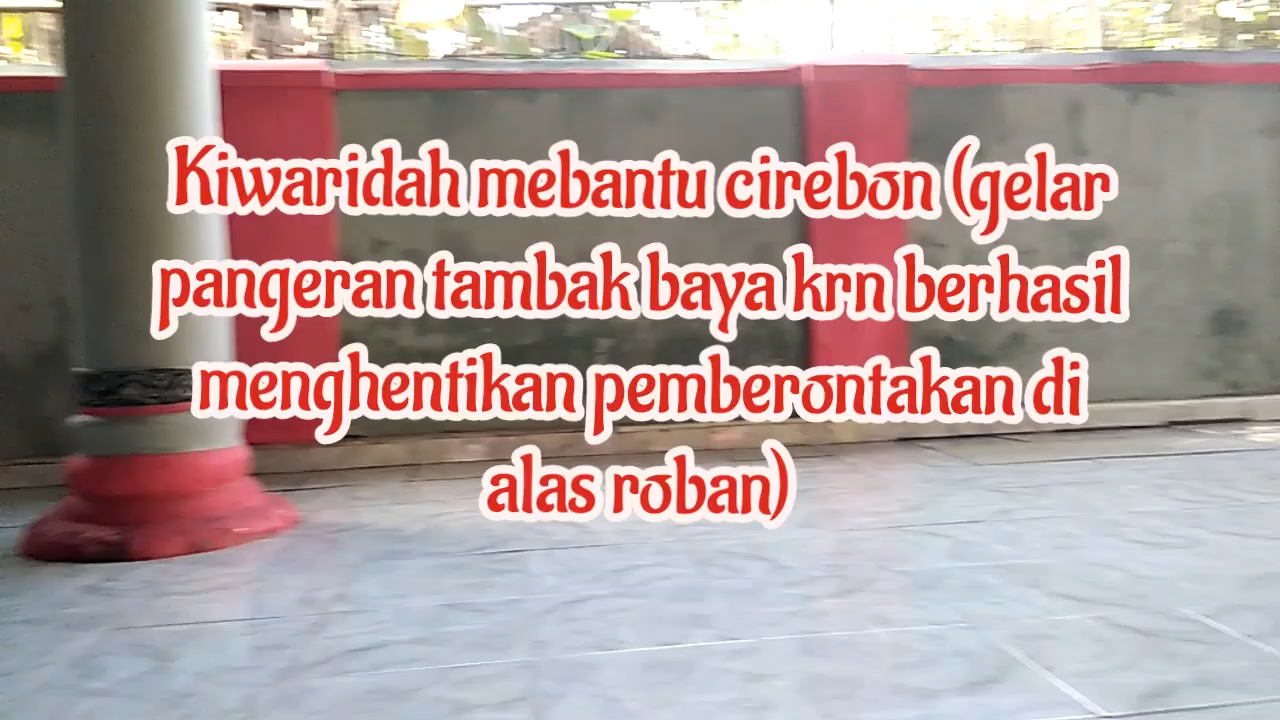 Kiwaridah mebantu cirebon (gelar
pangeran tambak baya krn berhasil
menghentikan pemberontakan di
alas roban)